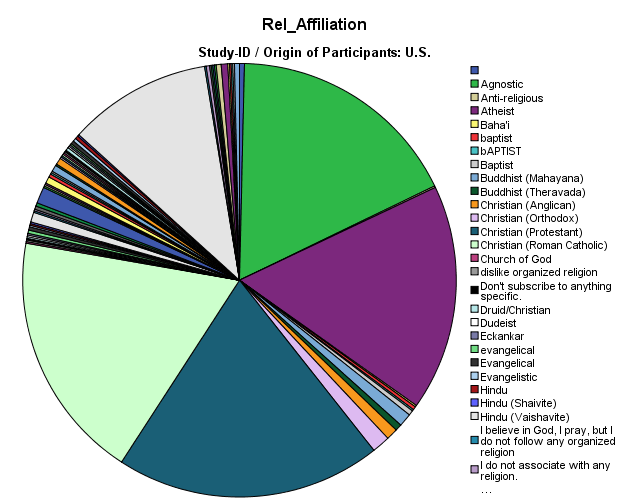 Rel_Affiliation
Study-ID / Origin of Participants: U.S.
Agnostic
Anti-religious
Atheist
Baha'i
baptist
bAPTIST
Baptist
Buddhist (Mahayana)
Buddhist (Theravada)
Christian (Anglican)
Christian (Orthodox)
Christian (Protestant)
Christian (Roman Catholic)
Church of God
dislike organized religion
Don't subscribe to anything
specific.
Druid/Christian
Dudeist
Eckankar
evangelical
Evangelical
Evangelistic
Hindu
Hindu (Shaivite)
Hindu (Vaishavite)
I believe in God, I pray, but I
do not follow any organized
religion
I do not associate with any
religion.
...